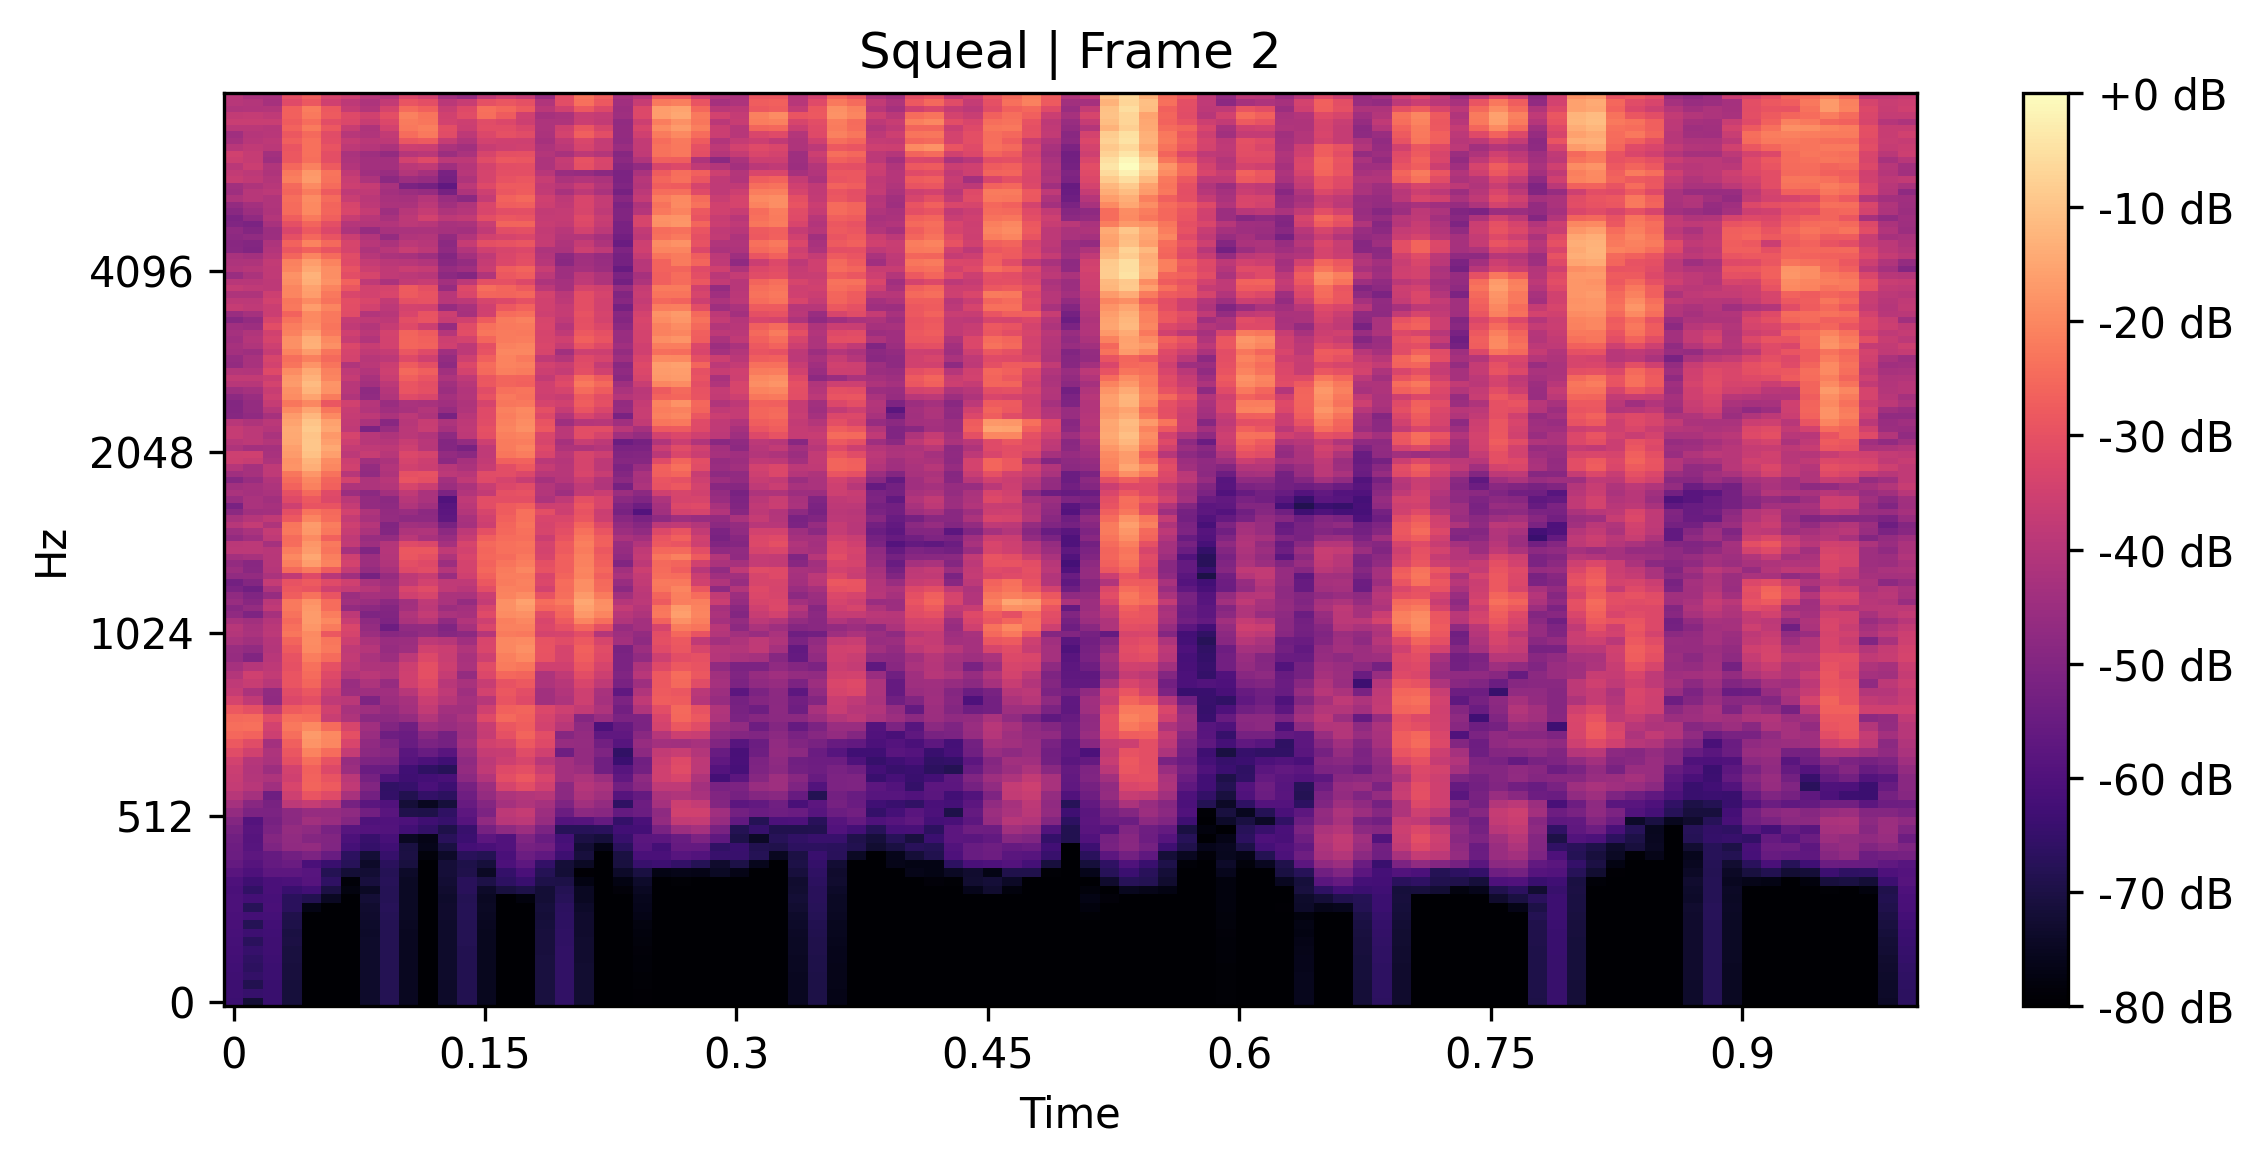 Squeal | Frame 2
+0 dB
-10 dB
-20 dB
-30 dB
-40 dB
-50 dB
-60 dB
-70 dB
-80 dB
Hz
4096
2048
1024
512
0
0 0.15 0.3 0.45 0.6 0.75 0.9
Time